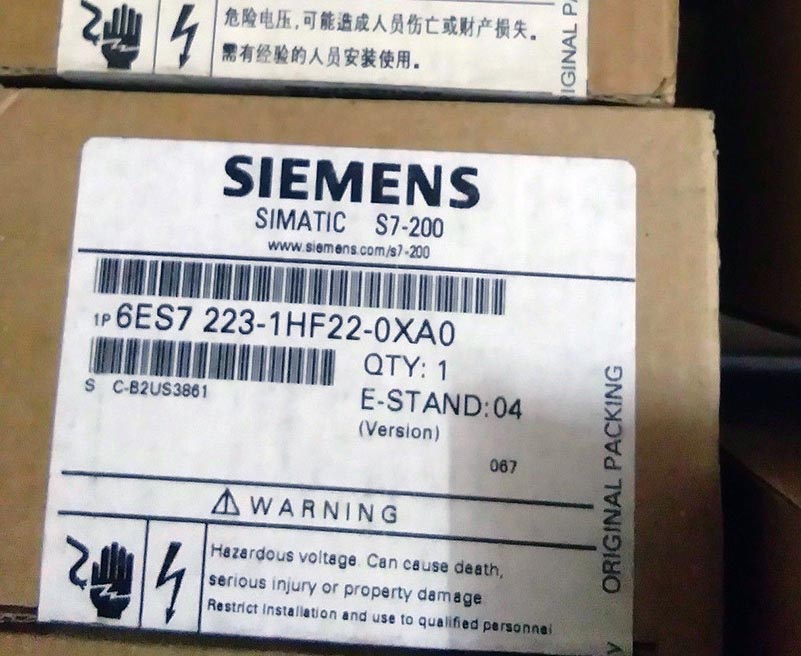 危险电压,可能造成人员伤亡或财产损失。
需有经验的人员安装使用。
SIEMENS
SIMATIC S7-200
www.siemens.com/s7-200
1P 6ES7 223-1HF22-0XA0
QTY: 1
S C-B2US3861
E-STAND:04
(Version)
067
ORIGINAL PACKING
WARNING
Hazardous voltage. Can cause death,
serious injury or property damage
Restrict installation and use to qualified personnel